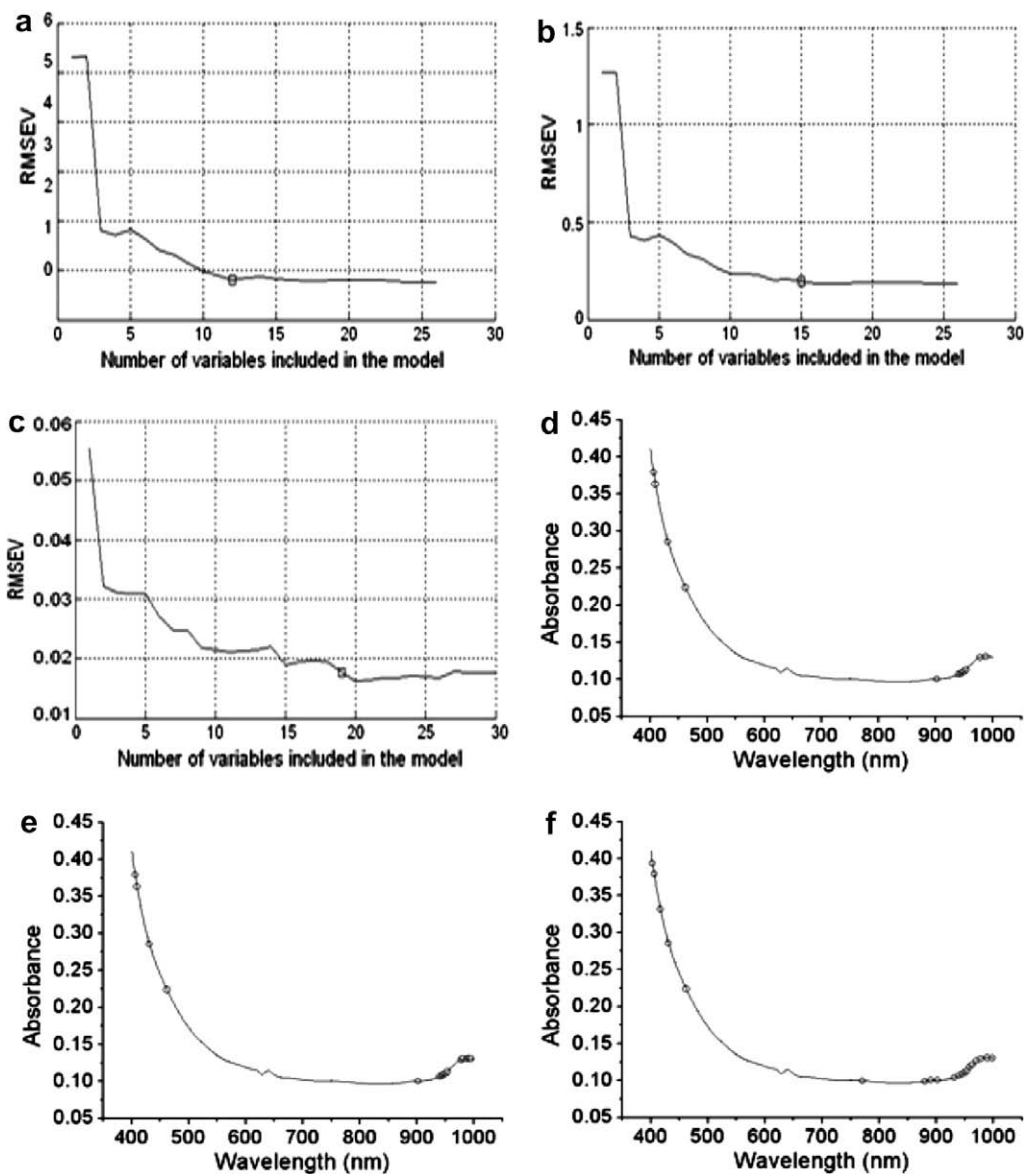 a
6
5
4
3
2
1
0
RMSEV
0 5 10 15 20 25 30
Number of variables included in the model
b
1.5
1
0.5
0
RMSEV
0 5 10 15 20 25 30
Number of variables included in the model
c
0.06
0.05
0.04
0.03
0.02
0.01
RMSEV
0 5 10 15 20 25 30
Number of variables included in the model
d
0.45
0.40
0.35
0.30
0.25
0.20
0.15
0.10
0.05
Absorbance
400 500 600 700 800 900 1000
Wavelength (nm)
e
0.45
0.40
0.35
0.30
0.25
0.20
0.15
0.10
0.05
Absorbance
400 500 600 700 800 900 1000
Wavelength (nm)
f
0.45
0.40
0.35
0.30
0.25
0.20
0.15
0.10
0.05
Absorbance
400 500 600 700 800 900 1000
Wavelength (nm)